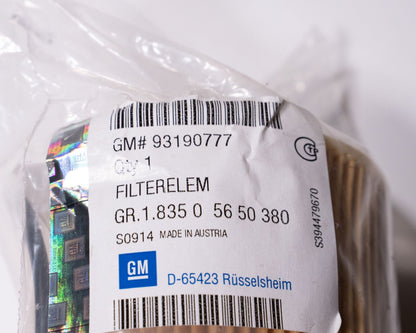 GM# 93190777
Qty 1
FILTERELEM
GR.1.835 0 56 50 380
S0914 MADE IN AUSTRIA
GM
D-65423 Rüsselsheim
S394479670